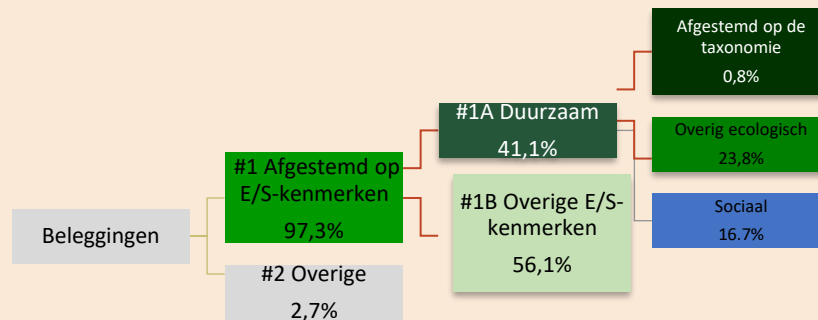 Beleggingen
#1 Afgestemd op
E/S-kenmerken
97,3%
#2 Overige
2,7%
#1A Duurzaam
41,1%
#1B Overige E/S-
kenmerken
56,1%
Afgestemd op de
taxonomie
0,8%
Overig ecologisch
23,8%
Sociaal
16.7%